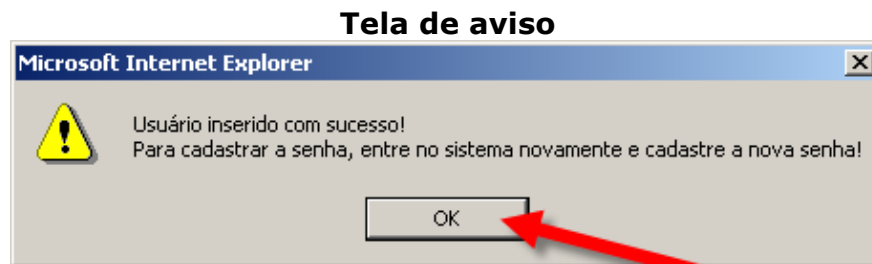 Tela de aviso
Microsoft Internet Explorer
Usuário inserido com sucesso!
Para cadastrar a senha, entre no sistema novamente e cadastre a nova senha!
OK